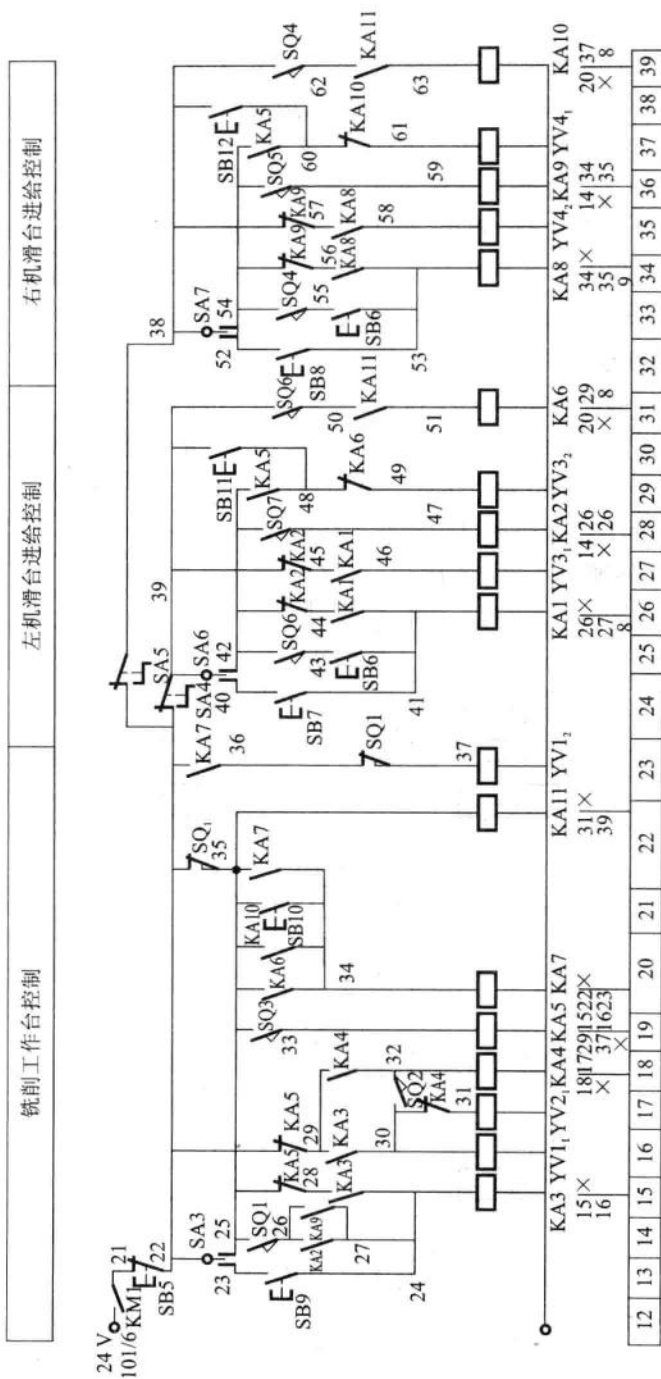 铣削工作台控制
左机滑台进给控制
右机滑台进给控制
24 V
101/6
KM1
21
SB5
22
SA3
23
25
SB9
SQ1
26
KA2
KA9
27
24
KA5
28
KA3
KA5
29
KA3
30
KA4
32
SQ2
KA4
31
SQ3
33
KA6
34
KA10
SB10
KA7
SQ1
35
KA7
36
SQ1
37
SA5
SA4
39
SA6
40
42
SB7
41
SQ6
43
SB6
KA2
44
KA1
KA2
45
KA1
46
SQ7
47
KA5
48
SB11
KA6
49
SQ6
50
KA11
51
38
SA7
52
54
SB8
53
SQ4
55
SB6
KA9
56
KA8
KA9
57
KA8
58
SQ5
59
KA5
60
SB12
KA10
61
SQ4
62
KA11
63
KA3 YV1₁ YV2₁ KA4 KA5 KA7
KA11 YV1₂
KA1 YV3₁ KA2 YV3₂ KA6
KA8 YV4₂ KA9 YV4₁ KA10
15 ×
16
18 17 29 15 22 ×
× 37 16 23
×
31 ×
39
26 ×
27
8
14 26
× 26
20 29
× 8
34 ×
35
9
14 34
× 35
20 37
× 8
12 13 14 15 16 17 18 19 20 21 22 23 24 25 26 27 28 29 30 31 32 33 34 35 36 37 38 39